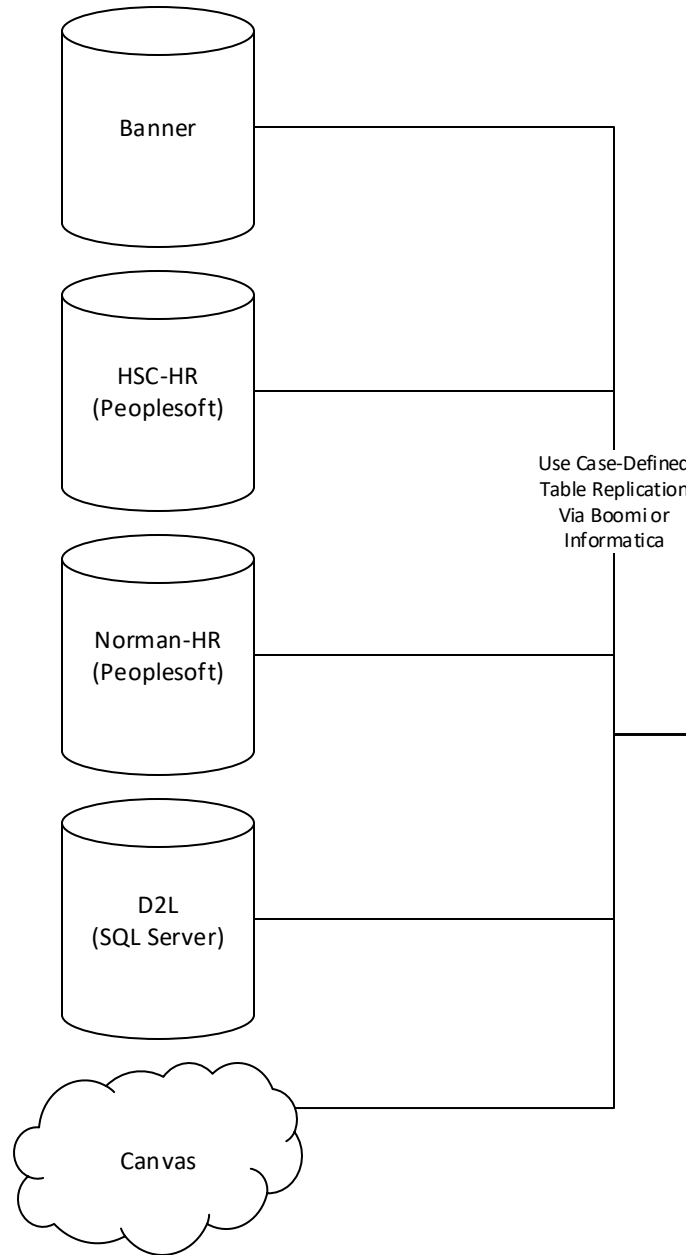 Banner
HSC-HR
(Peoplesoft)
Use Case-Defined
Table Replication
Via Boomi or
Informatica
Norman-HR
(Peoplesoft)
D2L
(SQL Server)
Canvas